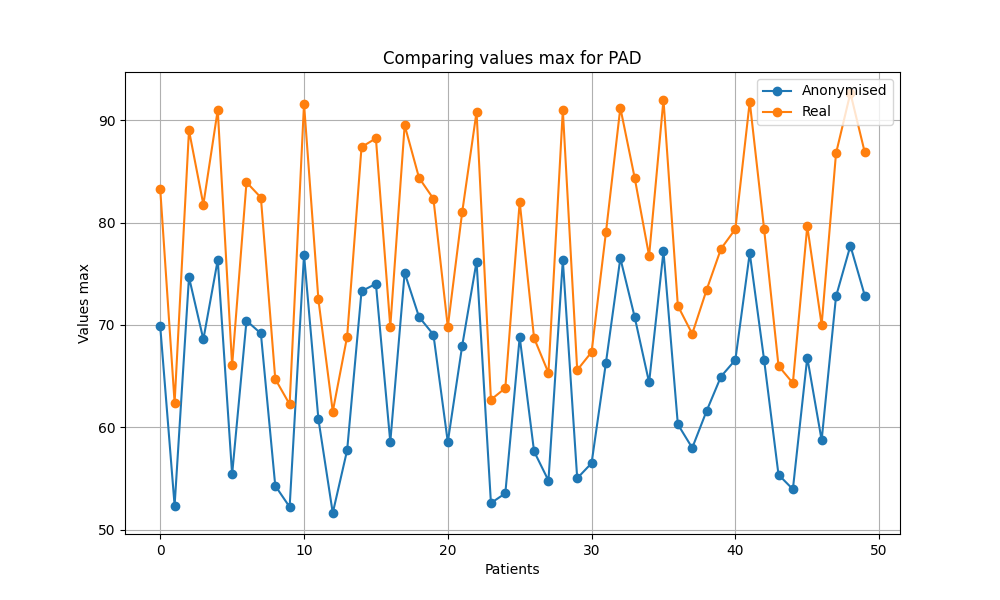 Comparing values max for PAD
Anonymised
Real
Values max
90
80
70
60
50
0 10 20 30 40 50
Patients